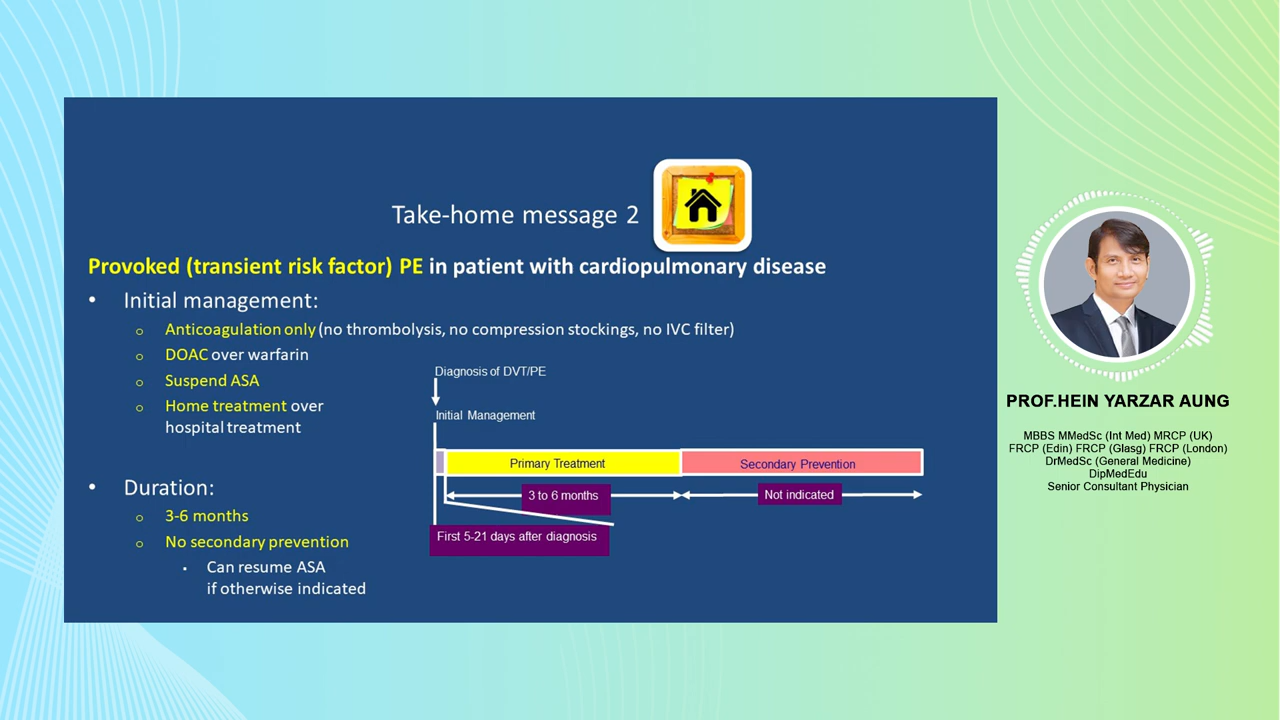 Take-home message 2
Provoked (transient risk factor) PE in patient with cardiopulmonary disease
• Initial management:
o Anticoagulation only (no thrombolysis, no compression stockings, no IVC filter)
o DOAC over warfarin
o Suspend ASA
o Home treatment over
hospital treatment
• Duration:
o 3-6 months
o No secondary prevention
▪ Can resume ASA
if otherwise indicated
Diagnosis of DVT/PE
Initial Management
Primary Treatment
Secondary Prevention
3 to 6 months
Not indicated
First 5-21 days after diagnosis
PROF.HEIN YARZAR AUNG
MBBS MMedSc (Int Med) MRCP (UK)
FRCP (Edin) FRCP (Glasg) FRCP (London)
DrMedSc (General Medicine)
DipMedEdu
Senior Consultant Physician